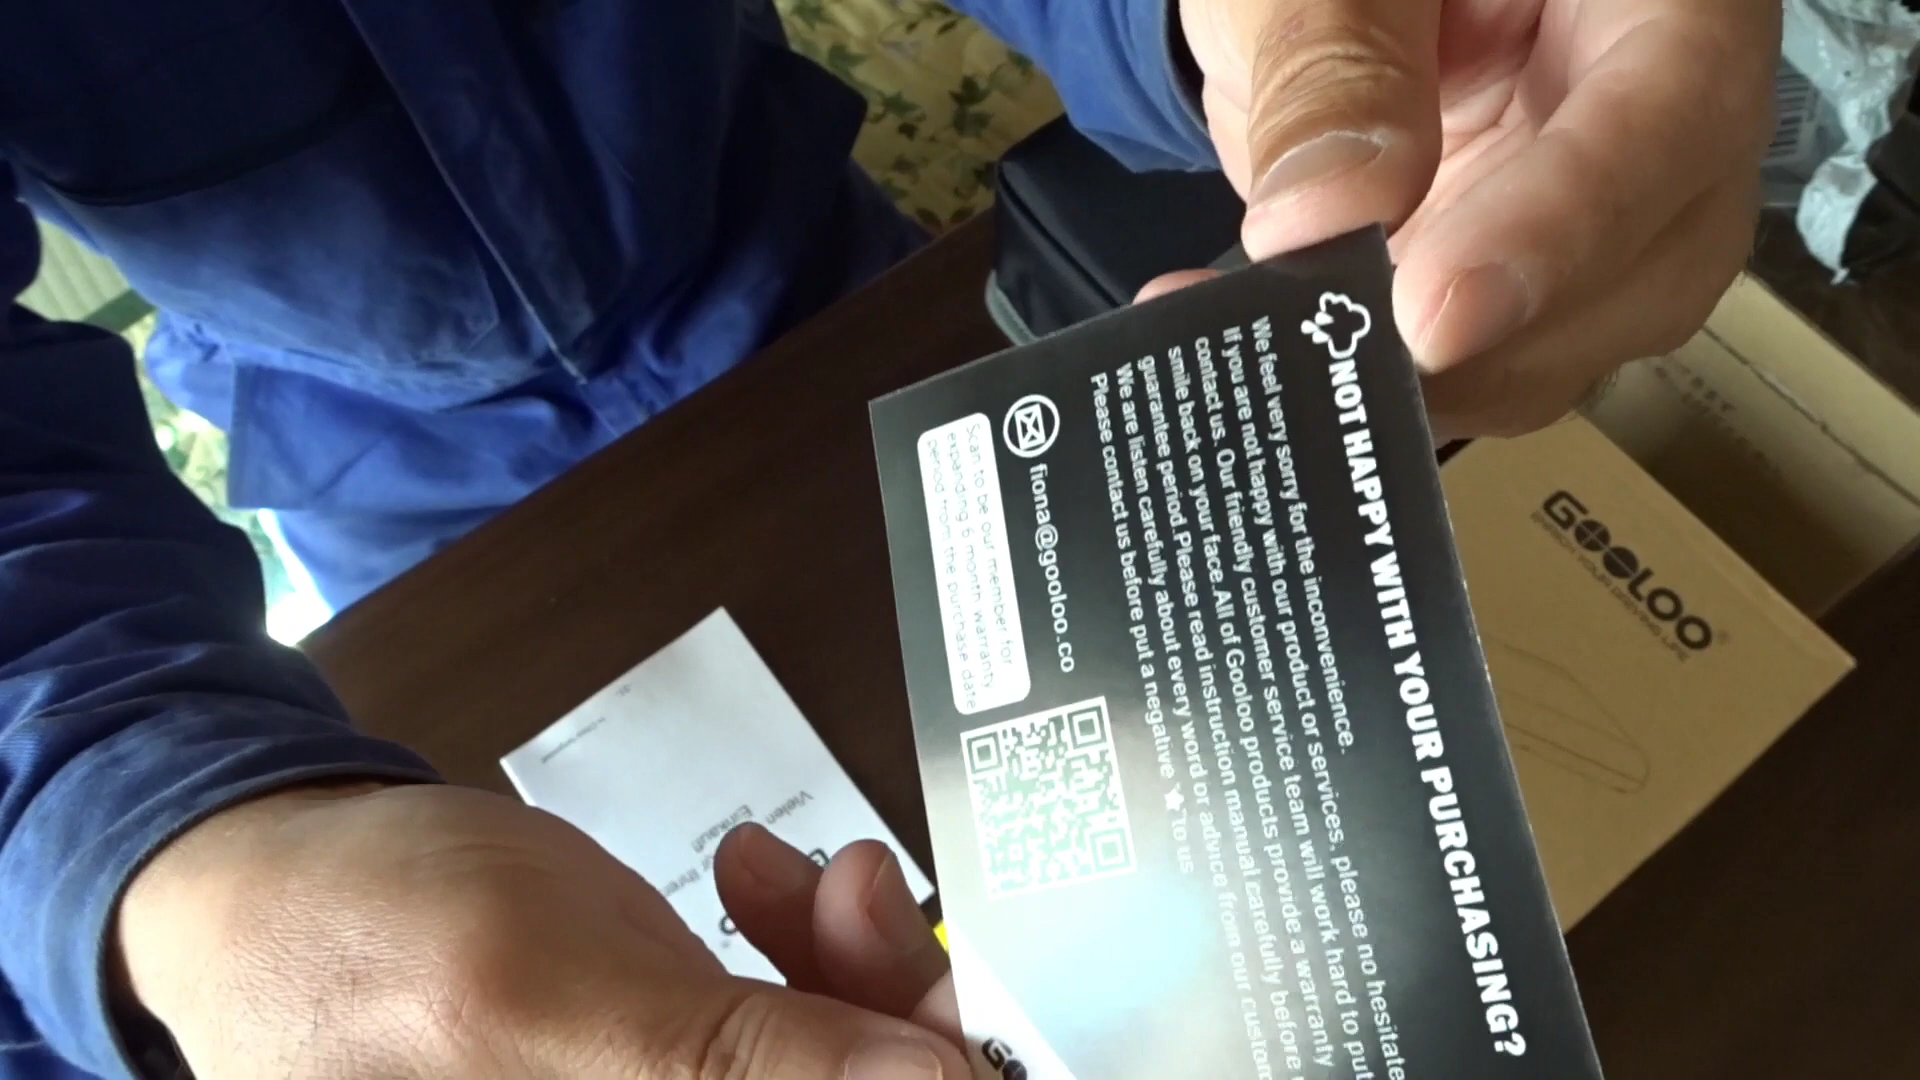 NOT HAPPY WITH YOUR PURCHASING?
We feel very sorry for the inconvenience.
If you are not happy with our product or services, please no hesitate
contact us. Our friendly customer service team will work hard to put
smile back on your face. All of Gooloo products provide a warranty
guarantee period. Please read instruction manual carefully before
We are listen carefully about every word or advice from our custom
Please contact us before put a negative ★ to us
fiona@gooloo.co
Scan to be our member for
expanding 6 month warranty
period from the purchase date
GOOLOO
Vielen
Einkauf!
GO